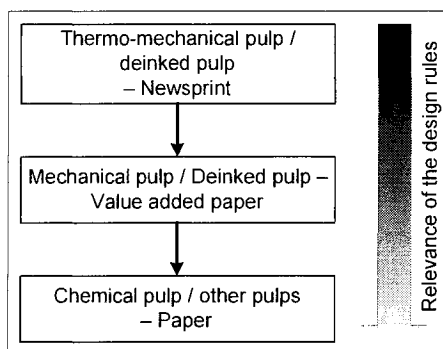 Thermo-mechanical pulp /
deinked pulp
– Newsprint
Mechanical pulp / Deinked pulp –
Value added paper
Chemical pulp / other pulps
– Paper
Relevance of the design rules